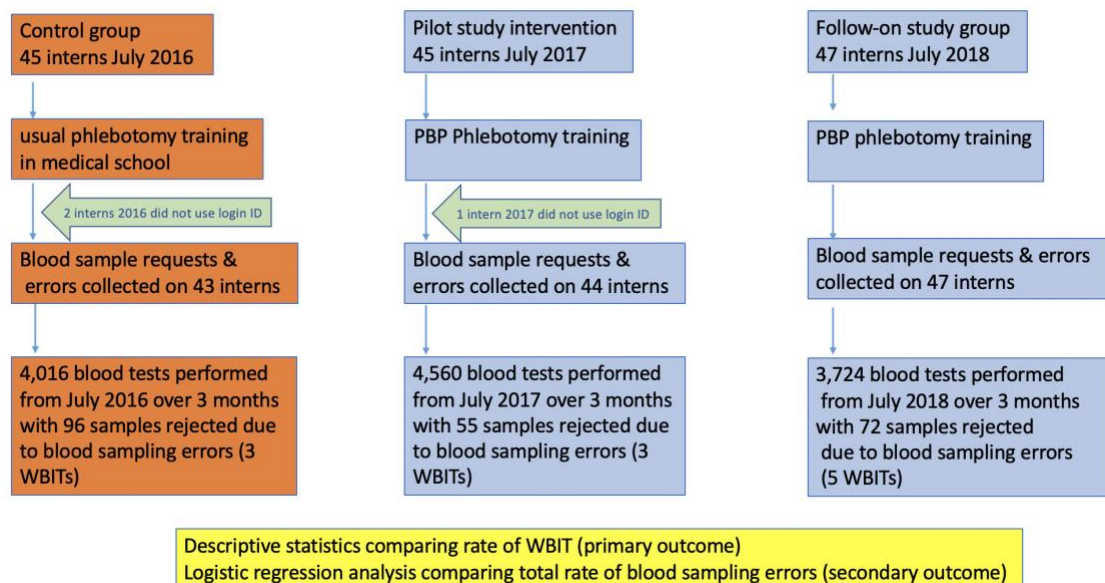 Control group
45 interns July 2016
usual phlebotomy training
in medical school
2 interns 2016 did not use login ID
Blood sample requests &
errors collected on 43 interns
4,016 blood tests performed
from July 2016 over 3 months
with 96 samples rejected due
to blood sampling errors (3
WBITs)
Pilot study intervention
45 interns July 2017
PBP Phlebotomy training
1 intern 2017 did not use login ID
Blood sample requests &
errors collected on 44 interns
4,560 blood tests performed
from July 2017 over 3 months
with 55 samples rejected due
to blood sampling errors (3
WBITs)
Follow-on study group
47 interns July 2018
PBP phlebotomy training
Blood sample requests & errors
collected on 47 interns
3,724 blood tests performed
from July 2018 over 3 months
with 72 samples rejected
due to blood sampling errors
(5 WBITs)
Descriptive statistics comparing rate of WBIT (primary outcome)
Logistic regression analysis comparing total rate of blood sampling errors (secondary outcome)